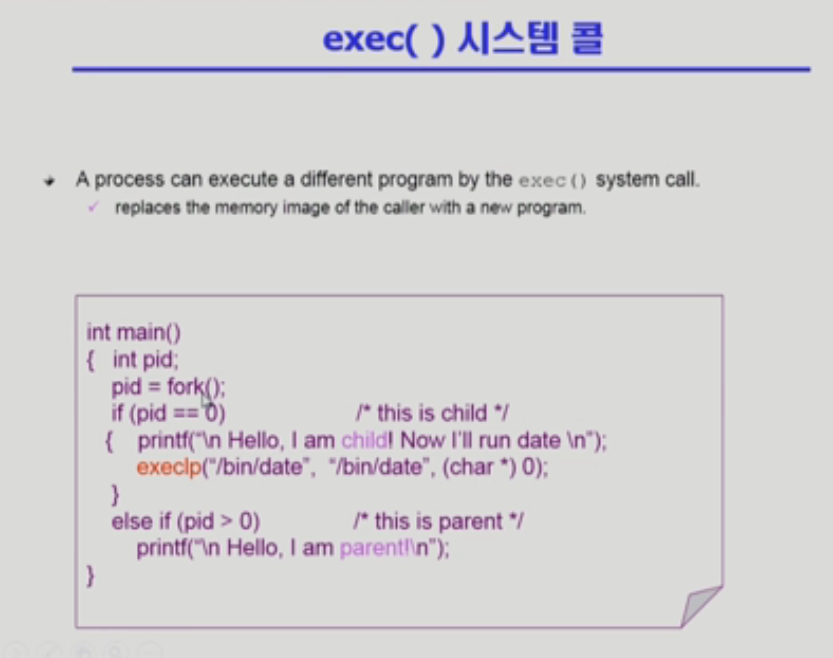 exec( ) 시스템 콜
A process can execute a different program by the exec() system call.
✓ replaces the memory image of the caller with a new program.
int main()
{ int pid;
pid = fork();
if (pid == 0) /* this is child */
{ printf("\n Hello, I am child! Now I'll run date \n");
execlp("/bin/date", "/bin/date", (char *) 0);
}
else if (pid > 0) /* this is parent */
printf("\n Hello, I am parent!\n");
}